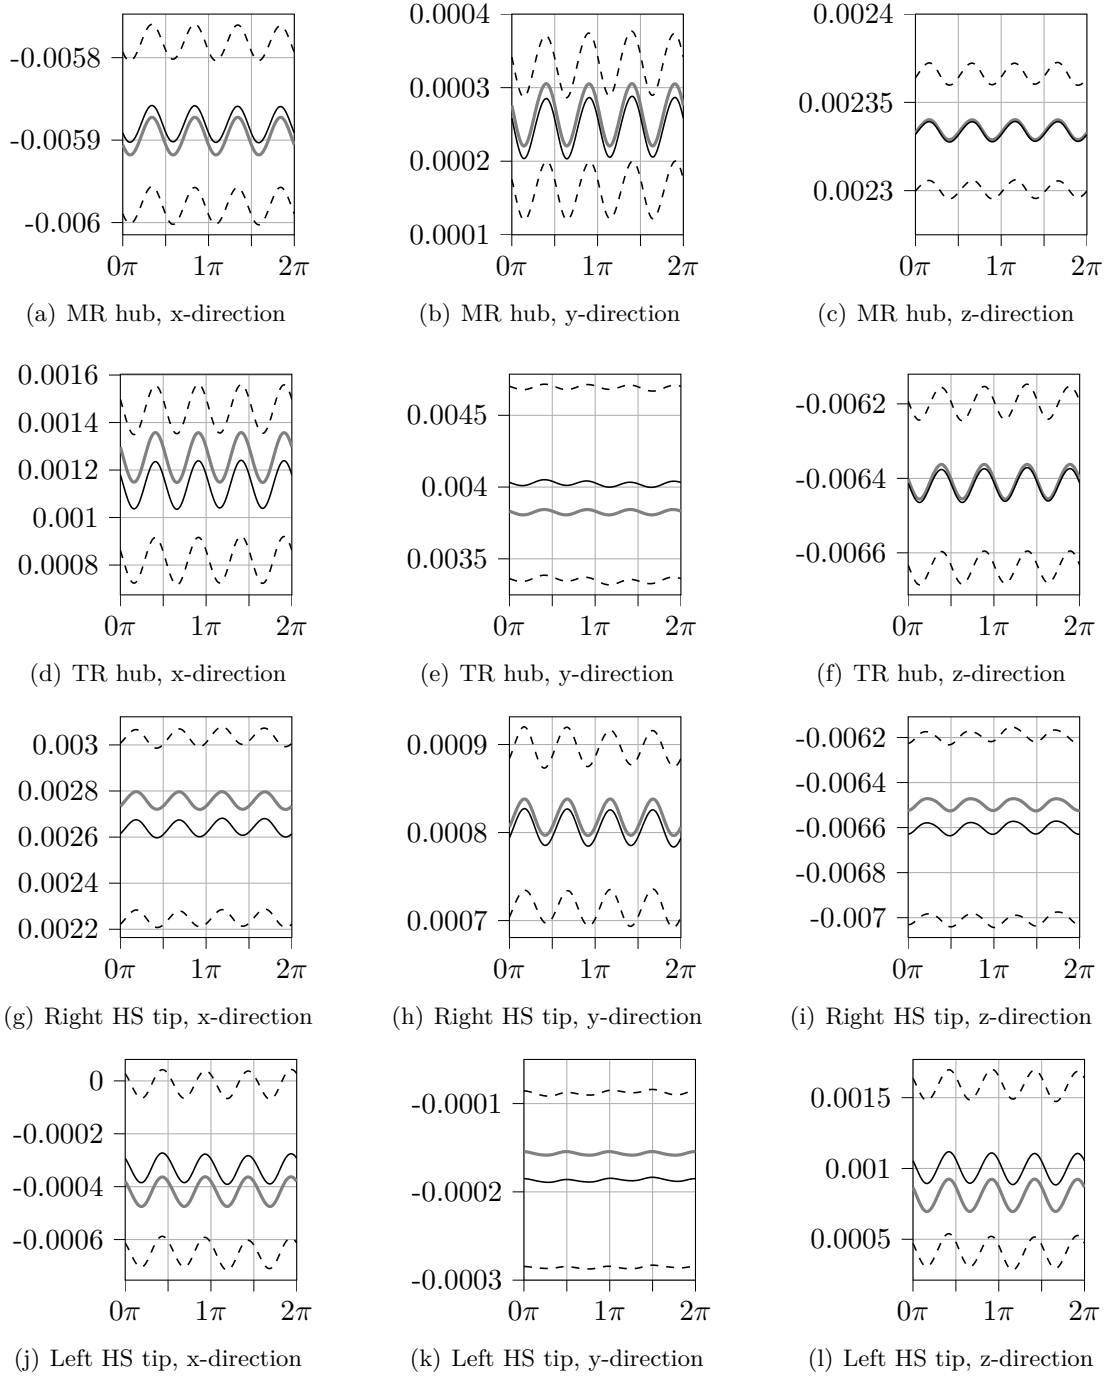 -0.0058
-0.0059
-0.006
0π 1π 2π
(a) MR hub, x-direction
0.0004
0.0003
0.0002
0.0001
0π 1π 2π
(b) MR hub, y-direction
0.0024
0.00235
0.0023
0π 1π 2π
(c) MR hub, z-direction
0.0016
0.0014
0.0012
0.001
0.0008
0π 1π 2π
(d) TR hub, x-direction
0.0045
0.004
0.0035
0π 1π 2π
(e) TR hub, y-direction
-0.0062
-0.0064
-0.0066
0π 1π 2π
(f) TR hub, z-direction
0.003
0.0028
0.0026
0.0024
0.0022
0π 1π 2π
(g) Right HS tip, x-direction
0.0009
0.0008
0.0007
0π 1π 2π
(h) Right HS tip, y-direction
-0.0062
-0.0064
-0.0066
-0.0068
-0.007
0π 1π 2π
(i) Right HS tip, z-direction
0
-0.0002
-0.0004
-0.0006
0π 1π 2π
(j) Left HS tip, x-direction
-0.0001
-0.0002
-0.0003
0π 1π 2π
(k) Left HS tip, y-direction
0.0015
0.001
0.0005
0π 1π 2π
(l) Left HS tip, z-direction